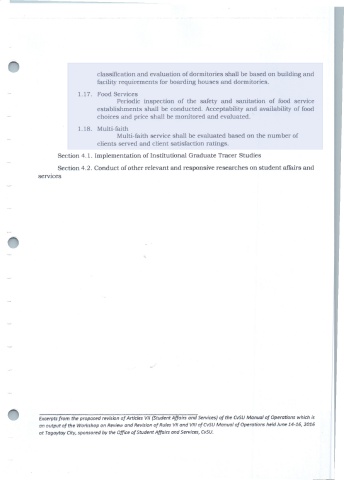 classification and evaluation of dormitories shall be based on building and
facility requirements for boarding houses and dormitories.
1.17. Food Services
Periodic inspection of the safety and sanitation of food service
establishments shall be conducted. Acceptability and availability of food
choices and price shall be monitored and evaluated.
1.18. Multi-faith
Multi-faith service shall be evaluated based on the number of
clients served and client satisfaction ratings.
Section 4.1. Implementation of Institutional Graduate Tracer Studies
Section 4.2. Conduct of other relevant and responsive researches on student affairs and
services
Excerpts from the proposed revision of Articles VII (Student Affairs and Services) of the CvSU Manual of Operations which is
an output of the Workshop on Review and Revision of Rules VII and VIII of CvSU Manual of Operations held June 14-16, 2016
at Tagaytay City, sponsored by the Office of Student Affairs and Services, CvSU.